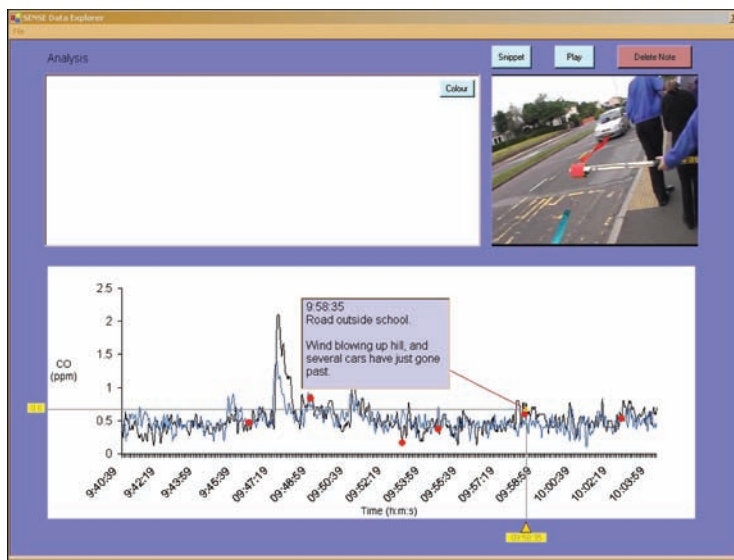 SENSE Data Explorer
File
Analysis
Snippet
Play
Delete Note
Colour
2.5
2
1.5
1
0.5
0
CO
(ppm)
9:58:35
Road outside school.
Wind blowing up hill, and
several cars have just gone
past.
9:40:39
9:42:19
9:43:59
9:45:39
09:47:19
09:48:59
09:50:39
09:52:19
09:53:59
09:55:39
09:57:19
09:58:59
10:00:39
10:02:19
10:03:59
Time (h:m:s)
09:58:35